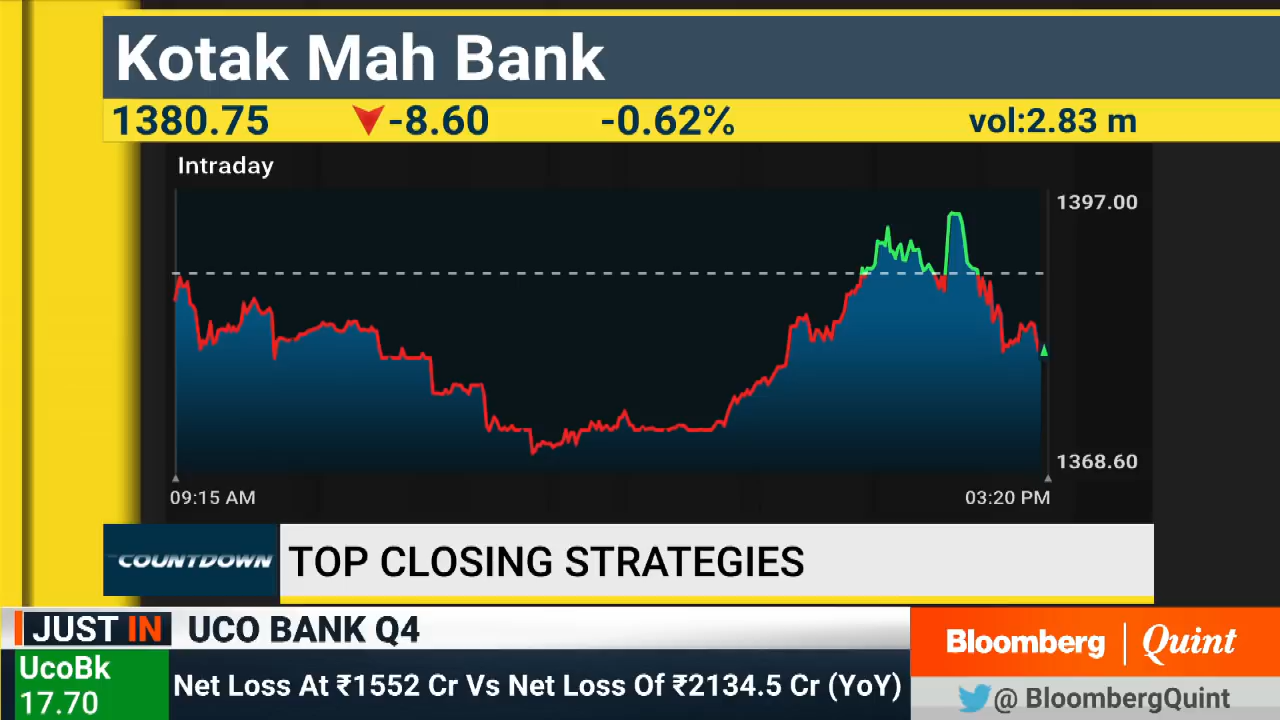 Kotak Mah Bank
1380.75 -8.60 -0.62% vol:2.83 m
Intraday
1397.00
1368.60
09:15 AM 03:20 PM
COUNTDOWN TOP CLOSING STRATEGIES
JUST IN UCO BANK Q4
UcoBk
17.70
Net Loss At ₹1552 Cr Vs Net Loss Of ₹2134.5 Cr (YoY)
Bloomberg | Quint
@ BloombergQuint